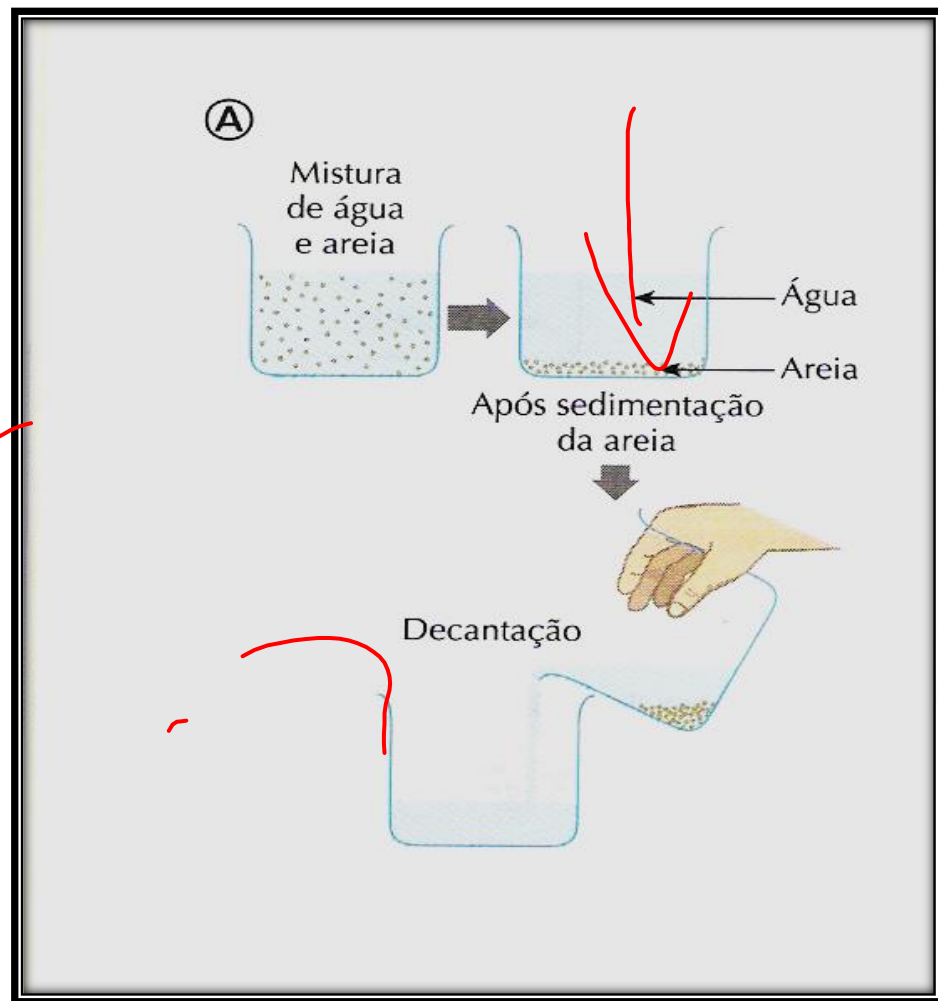 A
Mistura
de água
e areia
Água
Areia
Após sedimentação
da areia
Decantação